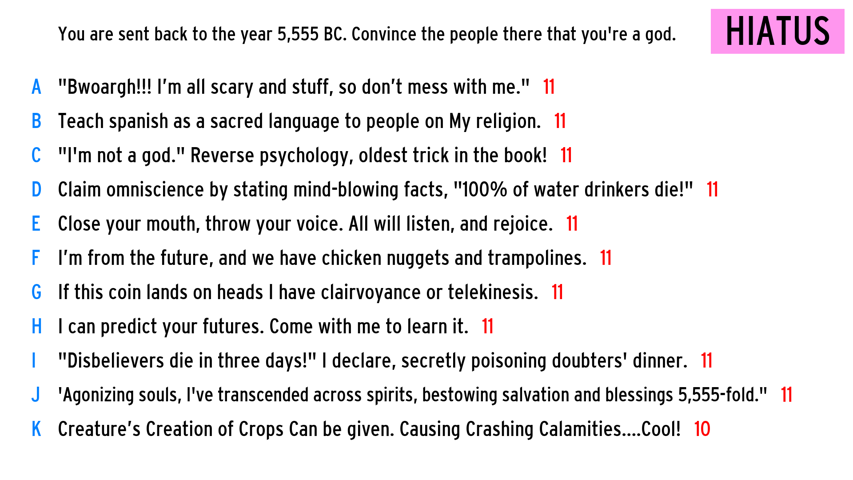 You are sent back to the year 5,555 BC. Convince the people there that you're a god.
HIATUS
A "Bwoargh!!! I’m all scary and stuff, so don’t mess with me." 11
B Teach spanish as a sacred language to people on My religion. 11
C "I'm not a god." Reverse psychology, oldest trick in the book! 11
D Claim omniscience by stating mind-blowing facts, "100% of water drinkers die!" 11
E Close your mouth, throw your voice. All will listen, and rejoice. 11
F I’m from the future, and we have chicken nuggets and trampolines. 11
G If this coin lands on heads I have clairvoyance or telekinesis. 11
H I can predict your futures. Come with me to learn it. 11
I "Disbelievers die in three days!" I declare, secretly poisoning doubters' dinner. 11
J 'Agonizing souls, I've transcended across spirits, bestowing salvation and blessings 5,555-fold." 11
K Creature’s Creation of Crops Can be given. Causing Crashing Calamities....Cool! 10